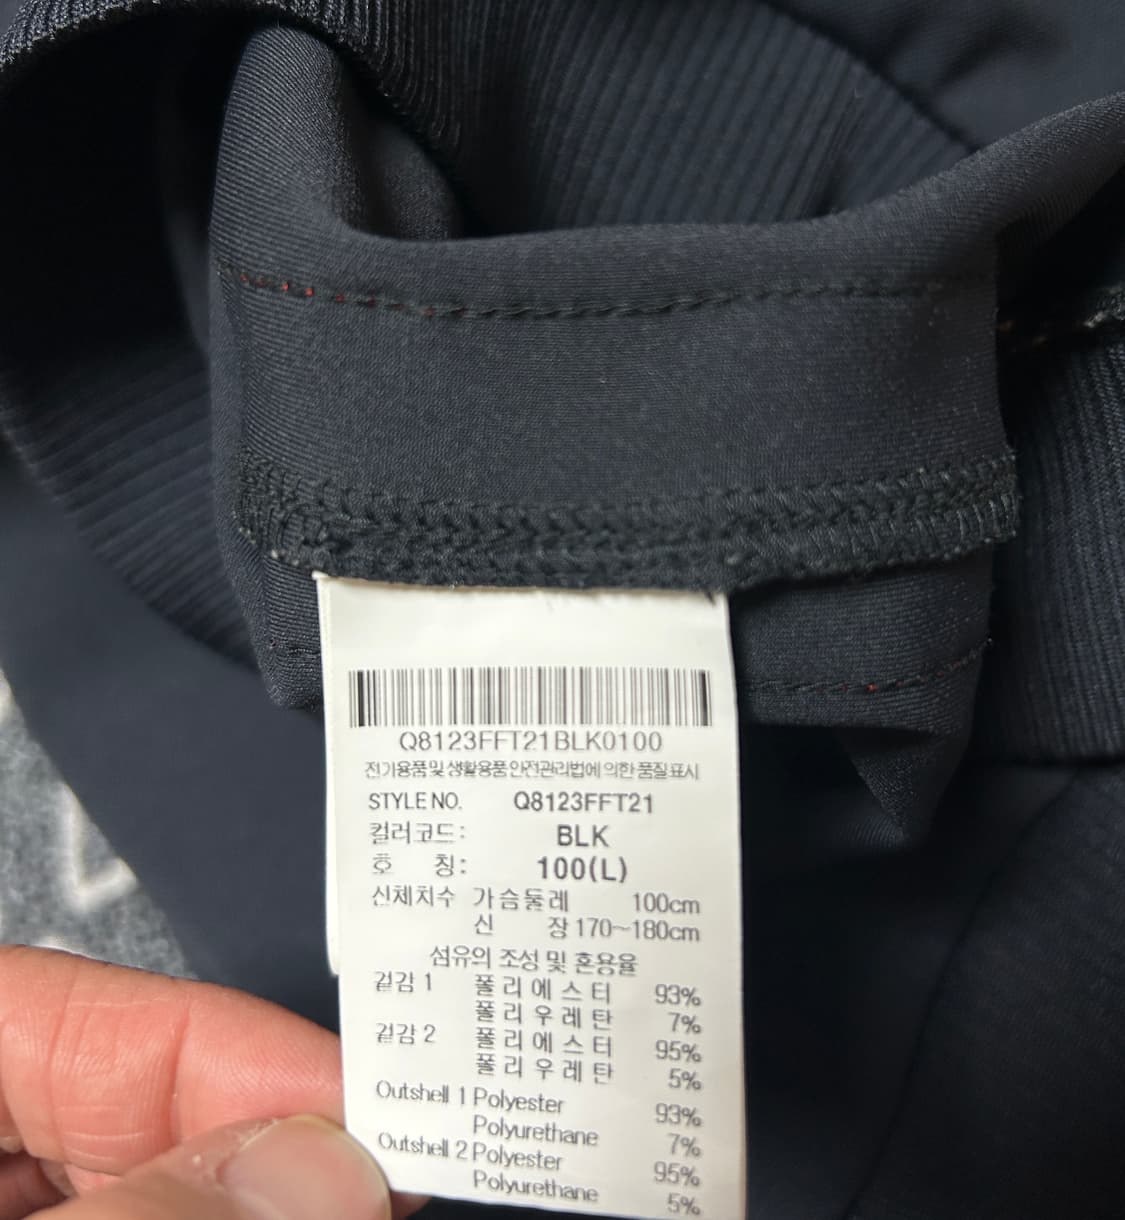 Q8123FFT21BLK0100
전기용품및생활용품안전관리법에의한품질표시
STYLE NO. Q8123FFT21
컬러코드: BLK
호 칭: 100(L)
신체치수 가슴둘레 100cm
신 장 170~180cm
섬유의 조성 및 혼용율
겉감 1 폴리에스터 93%
폴리우레탄 7%
겉감 2 폴리에스터 95%
폴리우레탄 5%
Outshell 1 Polyester 93%
Polyurethane 7%
Outshell 2 Polyester 95%
Polyurethane 5%